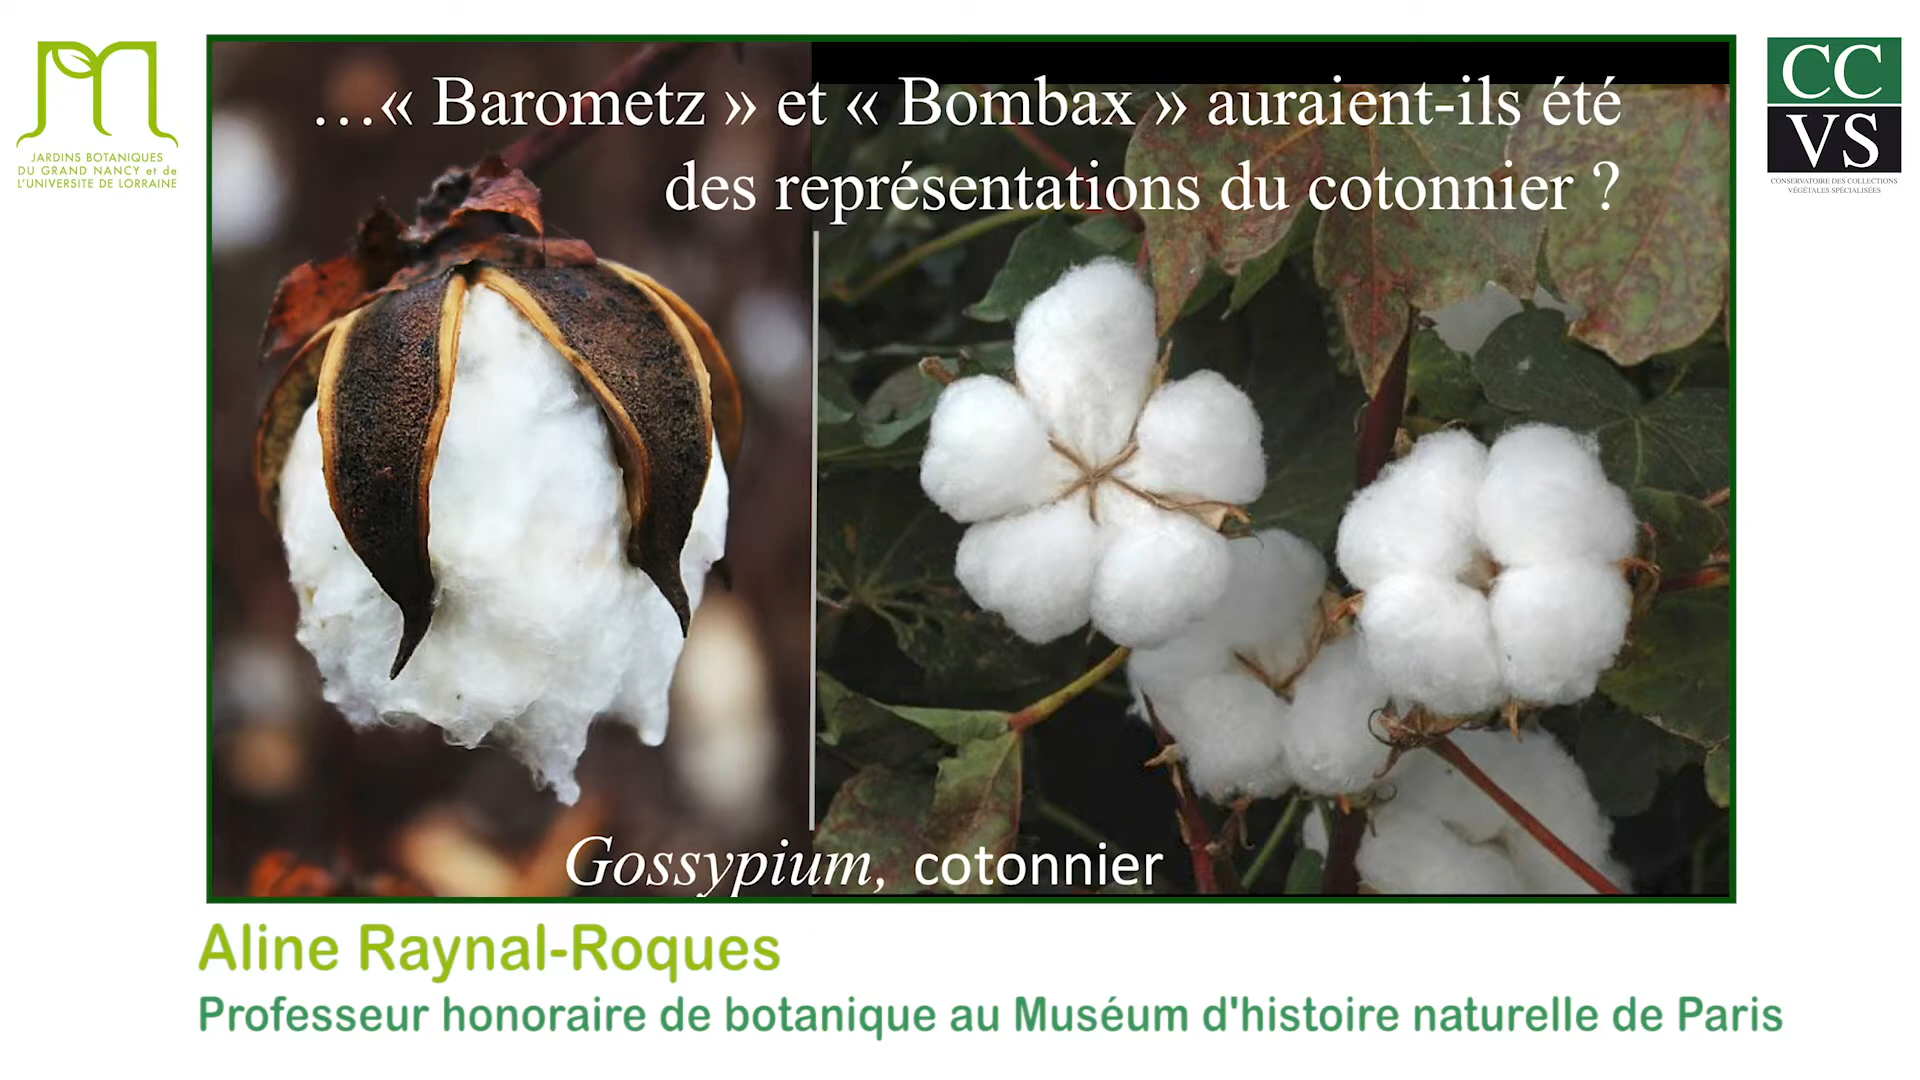 …« Barometz » et « Bombax » auraient-ils été
des représentations du cotonnier ?
Gossypium, cotonnier
JARDINS BOTANIQUES
DU GRAND NANCY et de
L'UNIVERSITE DE LORRAINE
CC
VS
CONSERVATOIRE DES COLLECTIONS
VÉGÉTALES SPÉCIALISÉES
Aline Raynal-Roques
Professeur honoraire de botanique au Muséum d'histoire naturelle de Paris